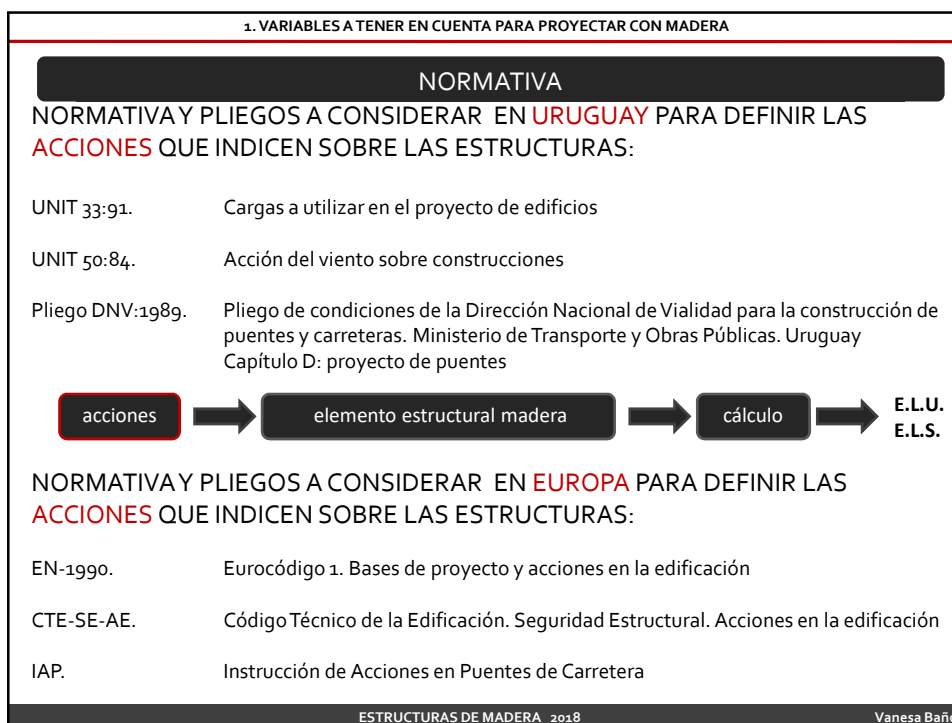 1. VARIABLES A TENER EN CUENTA PARA PROYECTAR CON MADERA
NORMATIVA
NORMATIVA Y PLIEGOS A CONSIDERAR EN URUGUAY PARA DEFINIR LAS
ACCIONES QUE INDICEN SOBRE LAS ESTRUCTURAS:
UNIT 33:91. Cargas a utilizar en el proyecto de edificios
UNIT 50:84. Acción del viento sobre construcciones
Pliego DNV:1989. Pliego de condiciones de la Dirección Nacional de Vialidad para la construcción de
puentes y carreteras. Ministerio de Transporte y Obras Públicas. Uruguay
Capítulo D: proyecto de puentes
acciones elemento estructural madera cálculo E.L.U.
E.L.S.
NORMATIVA Y PLIEGOS A CONSIDERAR EN EUROPA PARA DEFINIR LAS
ACCIONES QUE INDICEN SOBRE LAS ESTRUCTURAS:
EN-1990. Eurocódigo 1. Bases de proyecto y acciones en la edificación
CTE-SE-AE. Código Técnico de la Edificación. Seguridad Estructural. Acciones en la edificación
IAP. Instrucción de Acciones en Puentes de Carretera
ESTRUCTURAS DE MADERA 2018 Vanesa Bañ